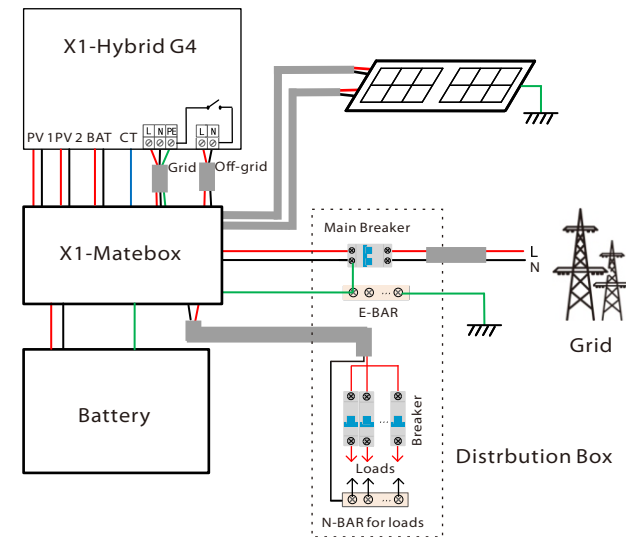 X1-Hybrid G4
PV 1 PV 2 BAT CT
L N PE
L N
Grid
Off-grid
X1-Matebox
Main Breaker
L
N
E-BAR
...
Grid
Battery
Breaker
...
Loads
Distrbution Box
...
N-BAR for loads